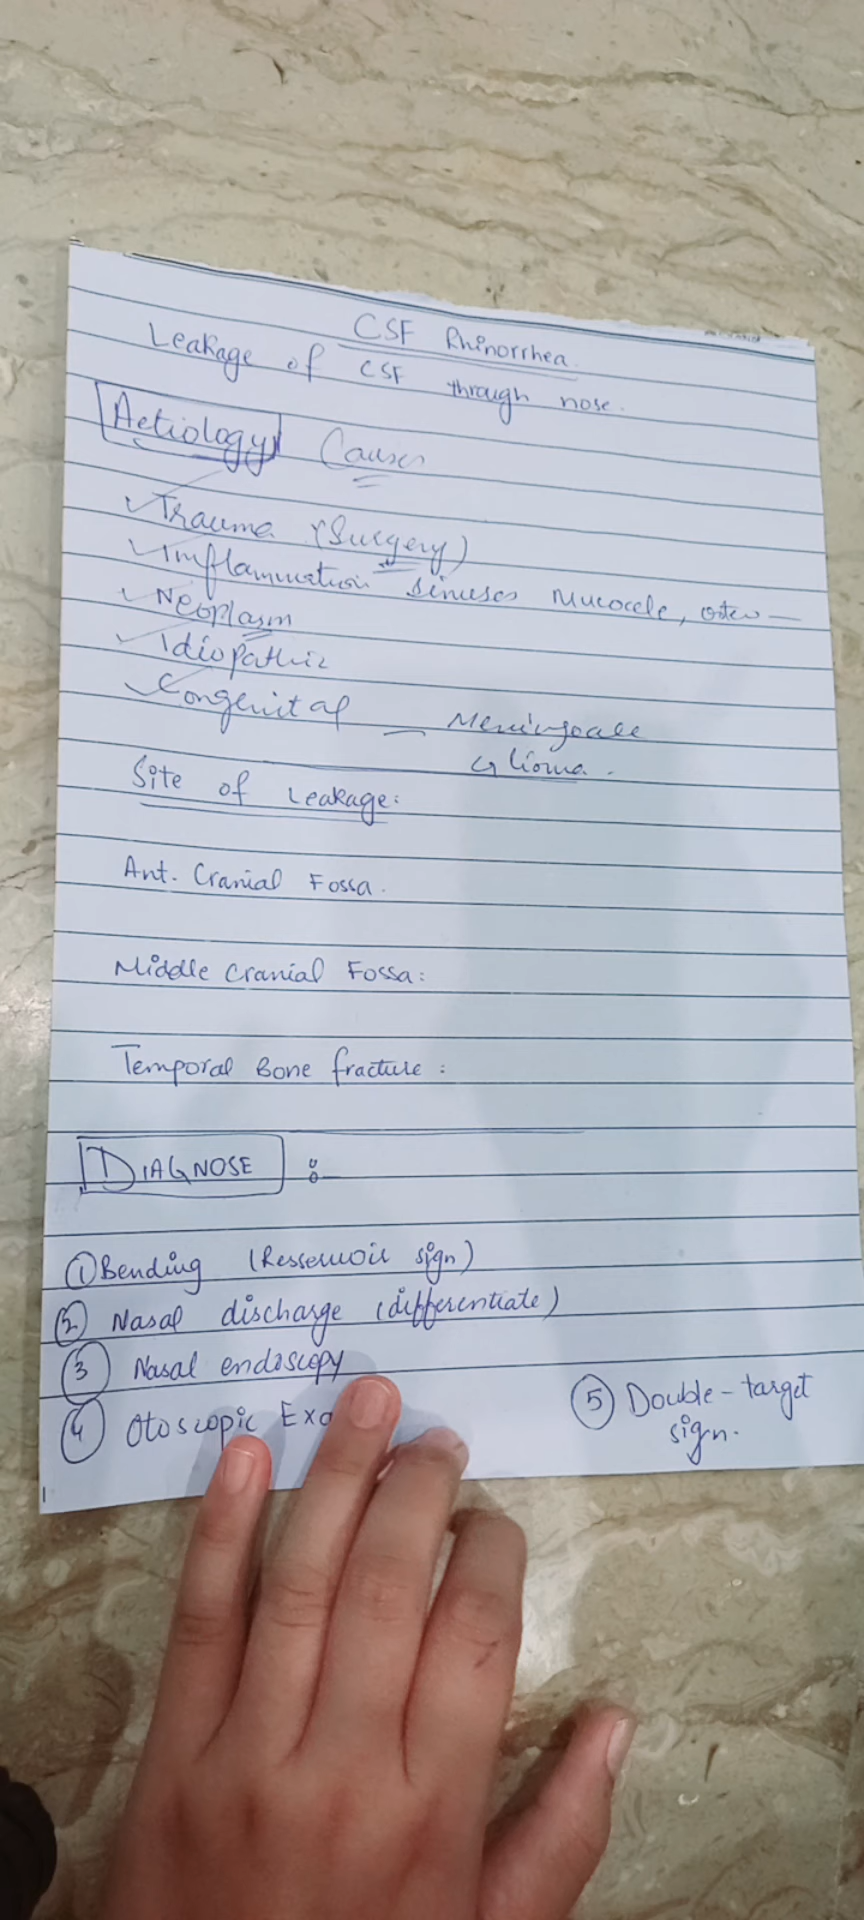 CSF Rhinorrhea.
Leakage of CSF through nose.
Aetiology Causes
Trauma (Surgery)
Inflammation sinuses Mucocele, osteo—
Neoplasm
Idiopathic
Congenital — Meningocele
Glioma.
Site of Leakage:
Ant. Cranial Fossa.
Middle Cranial Fossa:
Temporal Bone fracture:
DIAGNOSE :
① Bending (Resservoir sign)
② Nasal discharge (differentiate)
③ Nasal endoscopy
④ Otoscopic Exa
⑤ Double-target
sign.